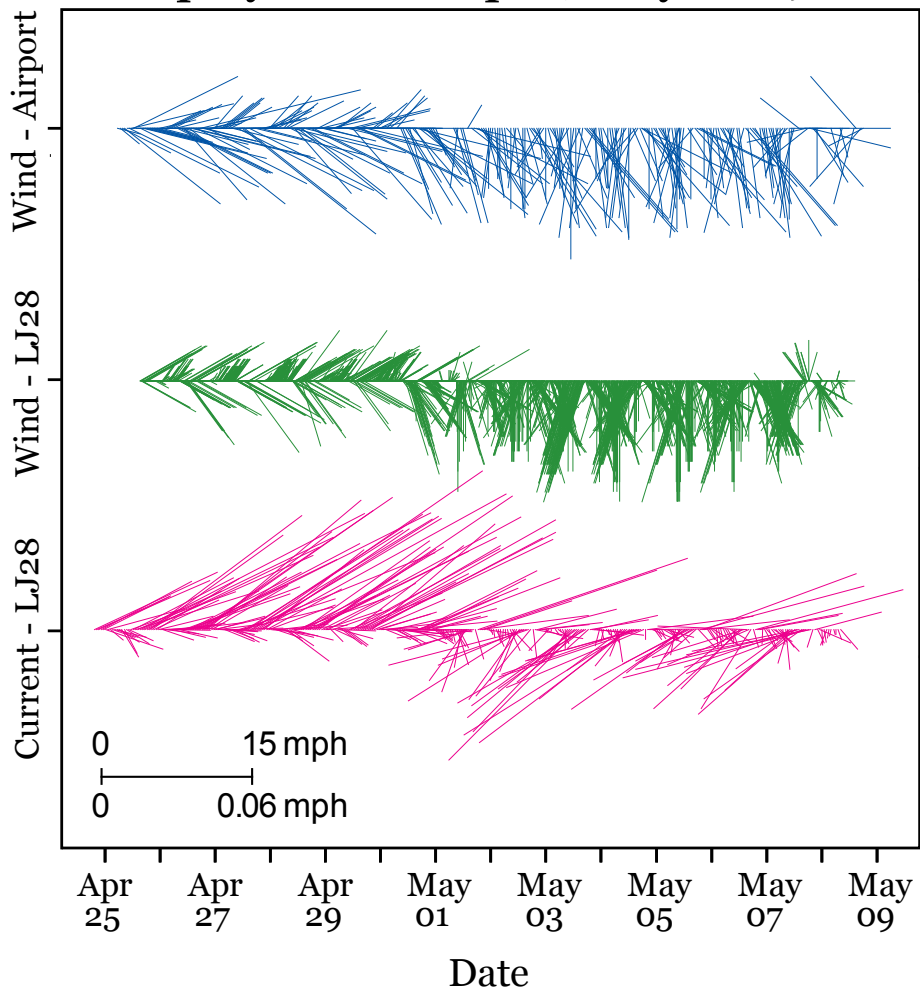 Wind - Airport
Wind - LJ28
Current - LJ28
0 15 mph
0 0.06 mph
Apr 25
Apr 27
Apr 29
May 01
May 03
May 05
May 07
May 09
Date